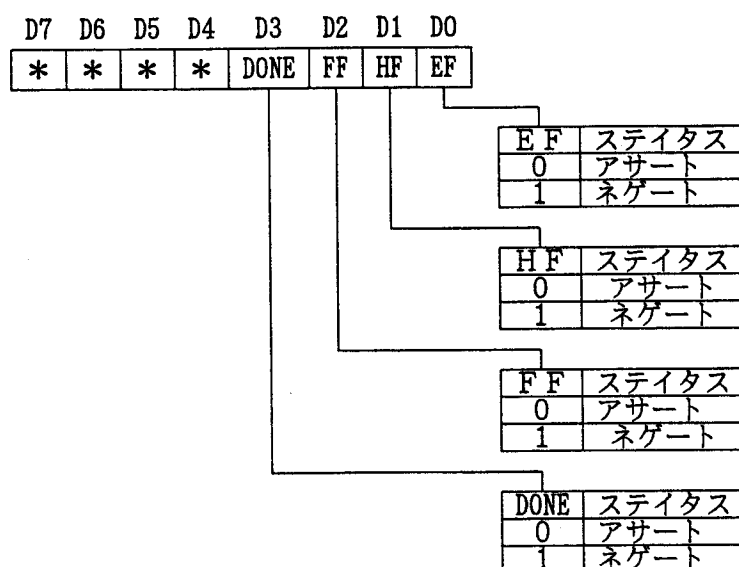 D7 D6 D5 D4 D3 D2 D1 D0
* * * * DONE FF HF EF
EF ステイタス
0 アサート
1 ネゲート
HF ステイタス
0 アサート
1 ネゲート
FF ステイタス
0 アサート
1 ネゲート
DONE ステイタス
0 アサート
1 ネゲート